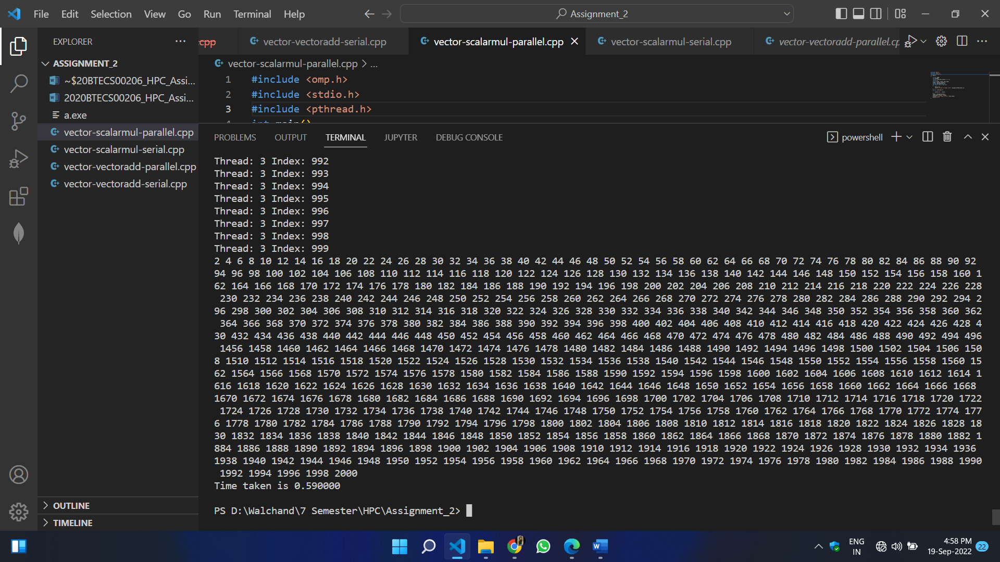 File Edit Selection View Go Run Terminal Help
Assignment_2
EXPLORER
ASSIGNMENT_2
~$20BTECS00206_HPC_Assi...
2020BTECS00206_HPC_Assi...
a.exe
vector-scalarmul-parallel.cpp
vector-scalarmul-serial.cpp
vector-vectoradd-parallel.cpp
vector-vectoradd-serial.cpp
OUTLINE
TIMELINE
.cpp vector-vectoradd-serial.cpp vector-scalarmul-parallel.cpp vector-scalarmul-serial.cpp vector-vectoradd-parallel.cp
vector-scalarmul-parallel.cpp > ...
1 #include <omp.h>
2 #include <stdio.h>
3 #include <pthread.h>
4 int main()
PROBLEMS OUTPUT TERMINAL JUPYTER DEBUG CONSOLE powershell
Thread: 3 Index: 992
Thread: 3 Index: 993
Thread: 3 Index: 994
Thread: 3 Index: 995
Thread: 3 Index: 996
Thread: 3 Index: 997
Thread: 3 Index: 998
Thread: 3 Index: 999
2 4 6 8 10 12 14 16 18 20 22 24 26 28 30 32 34 36 38 40 42 44 46 48 50 52 54 56 58 60 62 64 66 68 70 72 74 76 78 80 82 84 86 88 90 92
94 96 98 100 102 104 106 108 110 112 114 116 118 120 122 124 126 128 130 132 134 136 138 140 142 144 146 148 150 152 154 156 158 160 1
62 164 166 168 170 172 174 176 178 180 182 184 186 188 190 192 194 196 198 200 202 204 206 208 210 212 214 216 218 220 222 224 226 228
230 232 234 236 238 240 242 244 246 248 250 252 254 256 258 260 262 264 266 268 270 272 274 276 278 280 282 284 286 288 290 292 294 2
96 298 300 302 304 306 308 310 312 314 316 318 320 322 324 326 328 330 332 334 336 338 340 342 344 346 348 350 352 354 356 358 360 362
364 366 368 370 372 374 376 378 380 382 384 386 388 390 392 394 396 398 400 402 404 406 408 410 412 414 416 418 420 422 424 426 428 4
30 432 434 436 438 440 442 444 446 448 450 452 454 456 458 460 462 464 466 468 470 472 474 476 478 480 482 484 486 488 490 492 494 496
1456 1458 1460 1462 1464 1466 1468 1470 1472 1474 1476 1478 1480 1482 1484 1486 1488 1490 1492 1494 1496 1498 1500 1502 1504 1506 150
8 1510 1512 1514 1516 1518 1520 1522 1524 1526 1528 1530 1532 1534 1536 1538 1540 1542 1544 1546 1548 1550 1552 1554 1556 1558 1560 15
62 1564 1566 1568 1570 1572 1574 1576 1578 1580 1582 1584 1586 1588 1590 1592 1594 1596 1598 1600 1602 1604 1606 1608 1610 1612 1614 1
616 1618 1620 1622 1624 1626 1628 1630 1632 1634 1636 1638 1640 1642 1644 1646 1648 1650 1652 1654 1656 1658 1660 1662 1664 1666 1668
1670 1672 1674 1676 1678 1680 1682 1684 1686 1688 1690 1692 1694 1696 1698 1700 1702 1704 1706 1708 1710 1712 1714 1716 1718 1720 1722
1724 1726 1728 1730 1732 1734 1736 1738 1740 1742 1744 1746 1748 1750 1752 1754 1756 1758 1760 1762 1764 1766 1768 1770 1772 1774 177
6 1778 1780 1782 1784 1786 1788 1790 1792 1794 1796 1798 1800 1802 1804 1806 1808 1810 1812 1814 1816 1818 1820 1822 1824 1826 1828 18
30 1832 1834 1836 1838 1840 1842 1844 1846 1848 1850 1852 1854 1856 1858 1860 1862 1864 1866 1868 1870 1872 1874 1876 1878 1880 1882 1
884 1886 1888 1890 1892 1894 1896 1898 1900 1902 1904 1906 1908 1910 1912 1914 1916 1918 1920 1922 1924 1926 1928 1930 1932 1934 1936
1938 1940 1942 1944 1946 1948 1950 1952 1954 1956 1958 1960 1962 1964 1966 1968 1970 1972 1974 1976 1978 1980 1982 1984 1986 1988 1990
1992 1994 1996 1998 2000
Time taken is 0.590000
PS D:\Walchand\7 Semester\HPC\Assignment_2>
ENG
IN
4:58 PM
19-Sep-2022
22